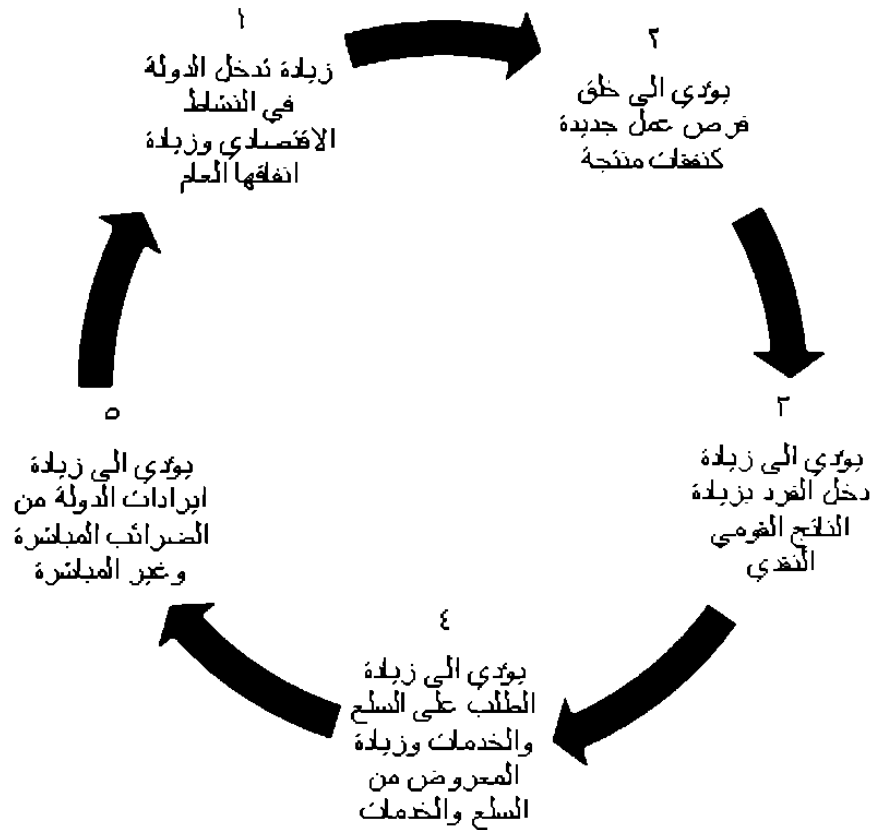 ١
زيادة تدخل الدولة
في النشاط
الاقتصادي وزيادة
انفاقها العام
٢
يؤدي الى خلق
فرص عمل جديدة
كنفقات منتجة
٣
يؤدي الى زيادة
دخل الفرد بزيادة
الناتج القومي
النقدي
٤
يؤدي الى زيادة
الطلب على السلع
والخدمات وزيادة
المعروض من
السلع والخدمات
٥
يؤدي الى زيادة
ايرادات الدولة من
الضرائب المباشرة
وغير المباشرة